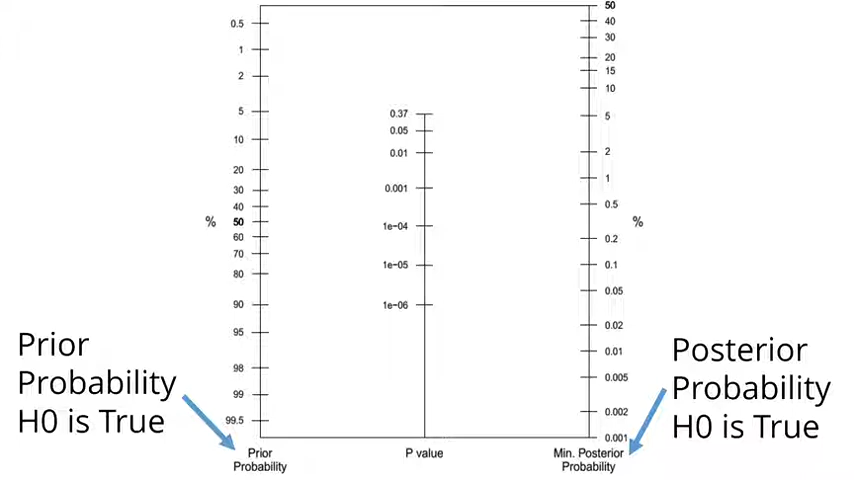 0.5
1
2
5
10
20
30
40
50
60
70
80
90
95
98
99
99.5
%
Prior
Probability
H0 is True
Prior
Probability
0.37
0.05
0.01
0.001
1e−04
1e−05
1e−06
P value
50
40
30
20
15
10
5
2
1
0.5
0.2
0.1
0.05
0.02
0.01
0.005
0.002
0.001
%
Posterior
Probability
H0 is True
Min. Posterior
Probability